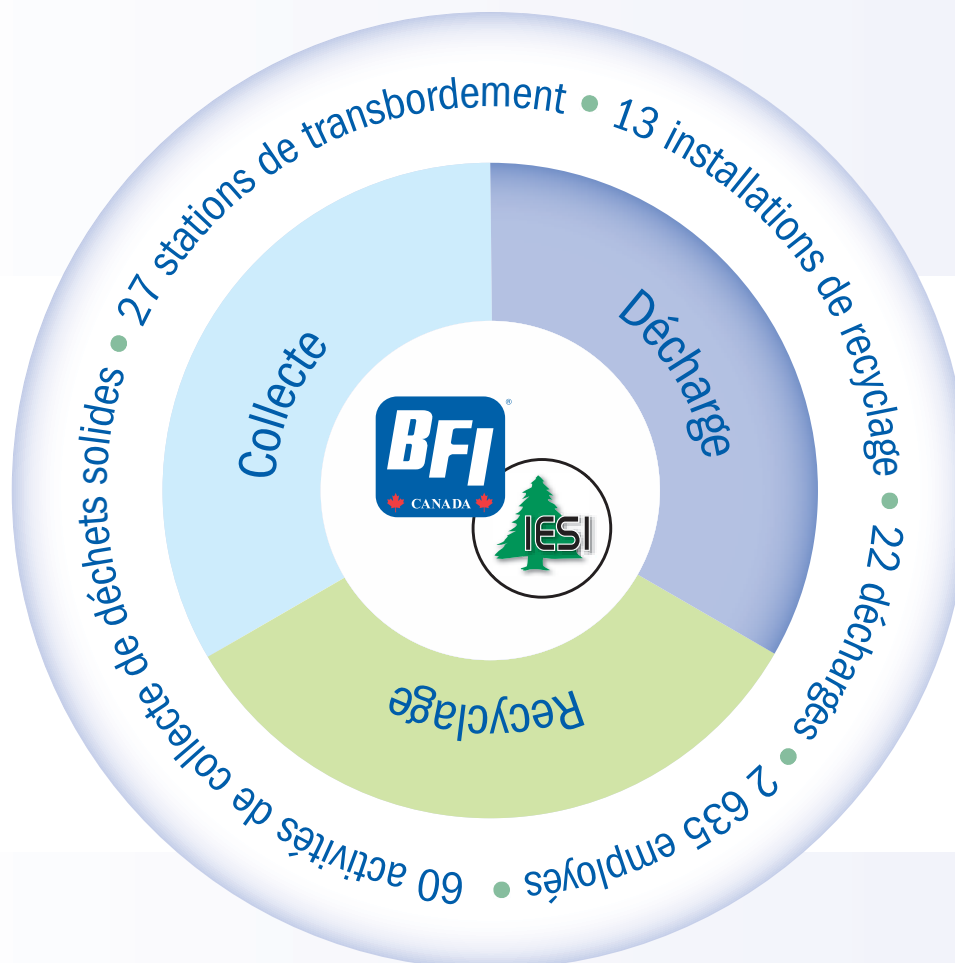 27 stations de transbordement • 13 installations de recyclage • 22 décharges • 2 635 employés • 60 activités de collecte de déchets solides •
Collecte
Décharge
Recyclage
BFI ®
CANADA
IESI